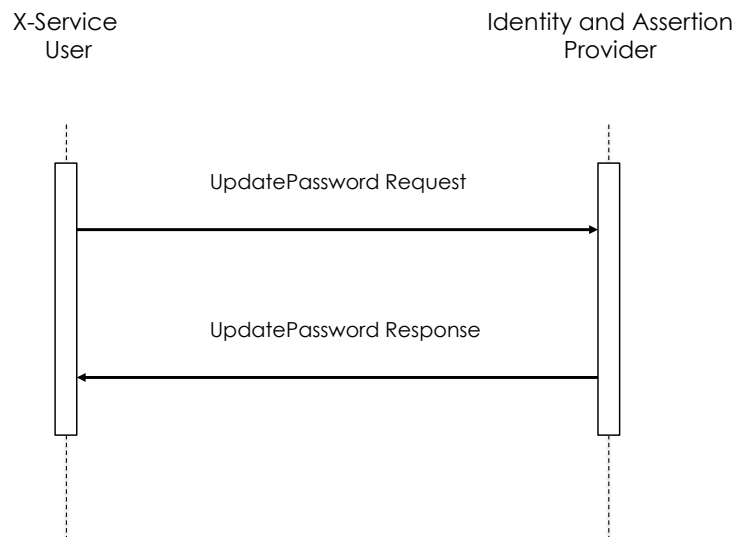 X-Service
User
Identity and Assertion
Provider
UpdatePassword Request
UpdatePassword Response